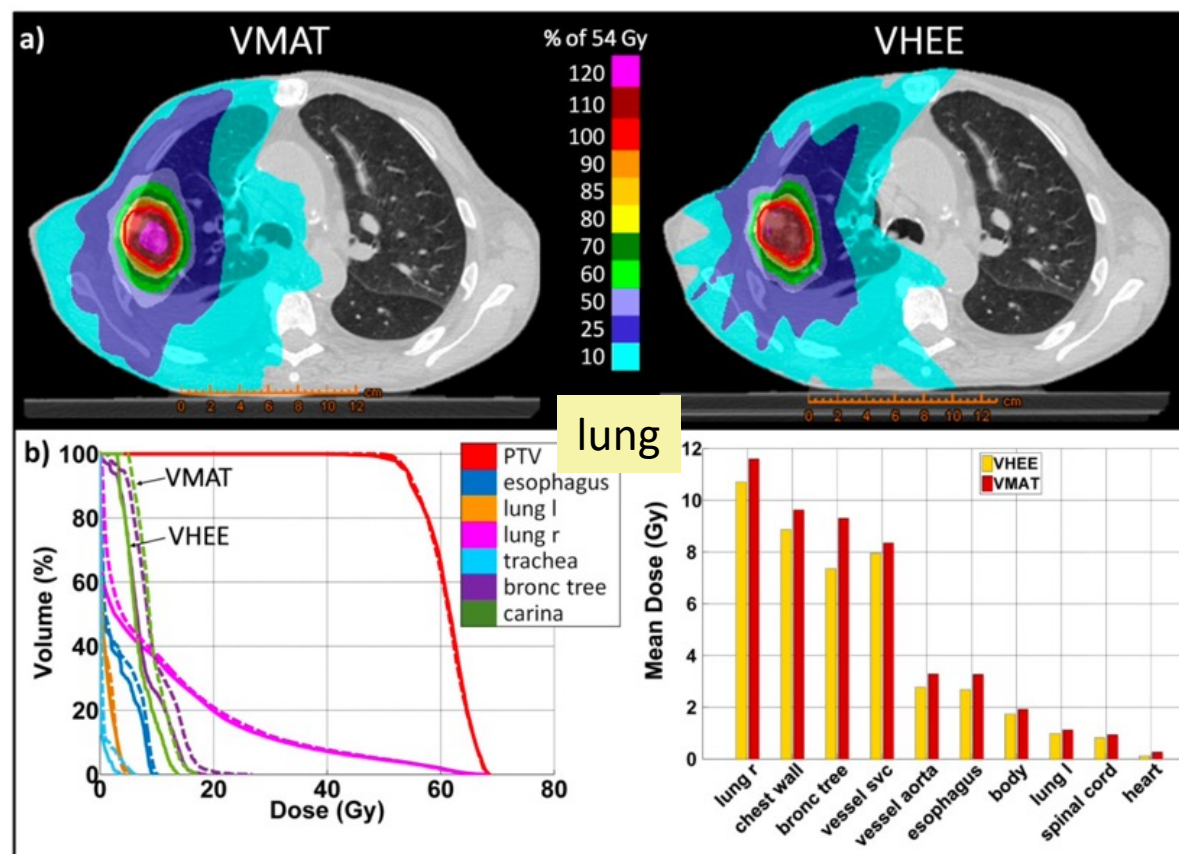 a)
VMAT
% of 54 Gy
VHEE
120
110
100
90
85
80
70
60
50
25
10
cm
0 2 4 6 8 10 12
cm
0 2 4 6 8 10 12
lung
b)
VMAT
VHEE
PTV
esophagus
lung l
lung r
trachea
bronc tree
carina
Volume (%)
100
80
60
40
20
0
0 20 40 60 80
Dose (Gy)
VHEE
VMAT
Mean Dose (Gy)
12
10
8
6
4
2
0
lung r
chest wall
bronc tree
vessel svc
vessel aorta
esophagus
body
lung l
spinal cord
heart